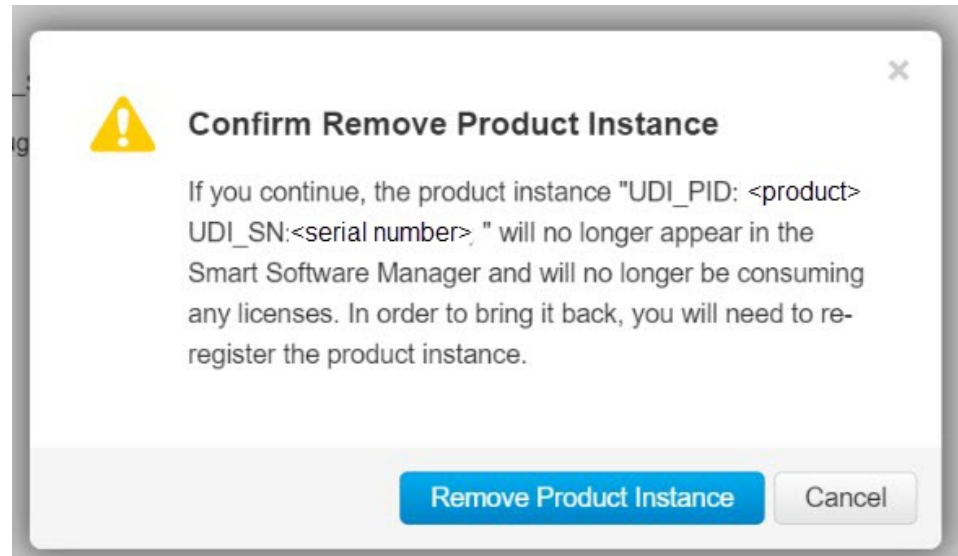 ×
Confirm Remove Product Instance
If you continue, the product instance "UDI_PID: <product>
UDI_SN:<serial number>, " will no longer appear in the
Smart Software Manager and will no longer be consuming
any licenses. In order to bring it back, you will need to re-
register the product instance.
Remove Product Instance
Cancel